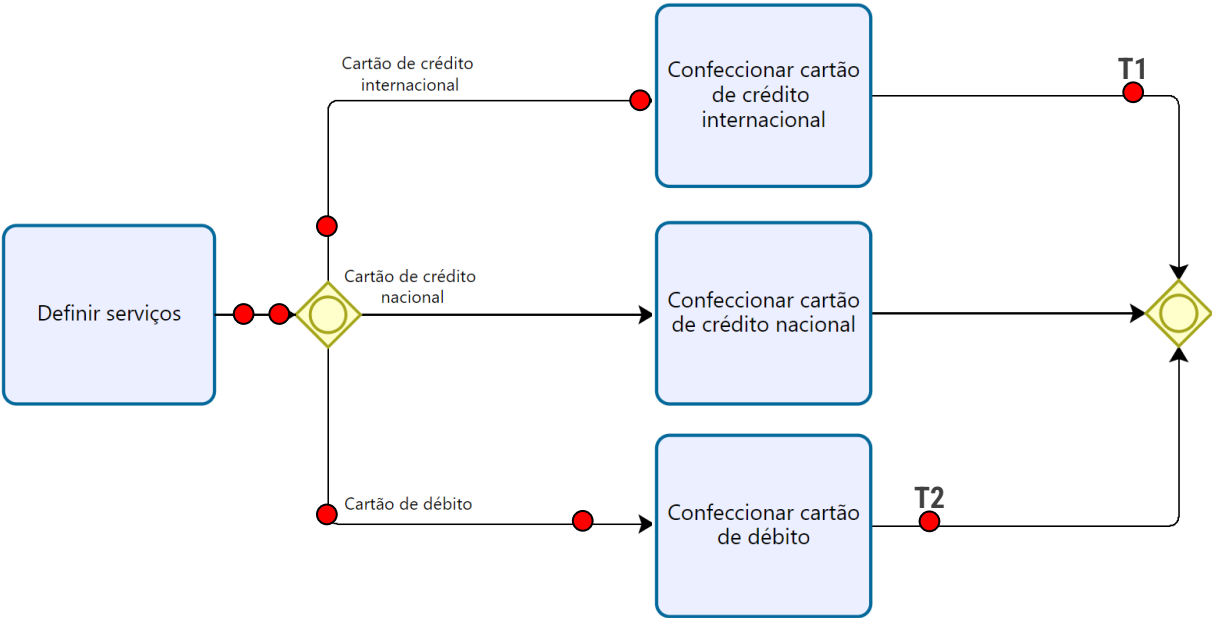 Cartão de crédito
internacional
Confeccionar cartão
de crédito
internacional
T1
Definir serviços
Cartão de crédito
nacional
Confeccionar cartão
de crédito nacional
Cartão de débito
Confeccionar cartão
de débito
T2